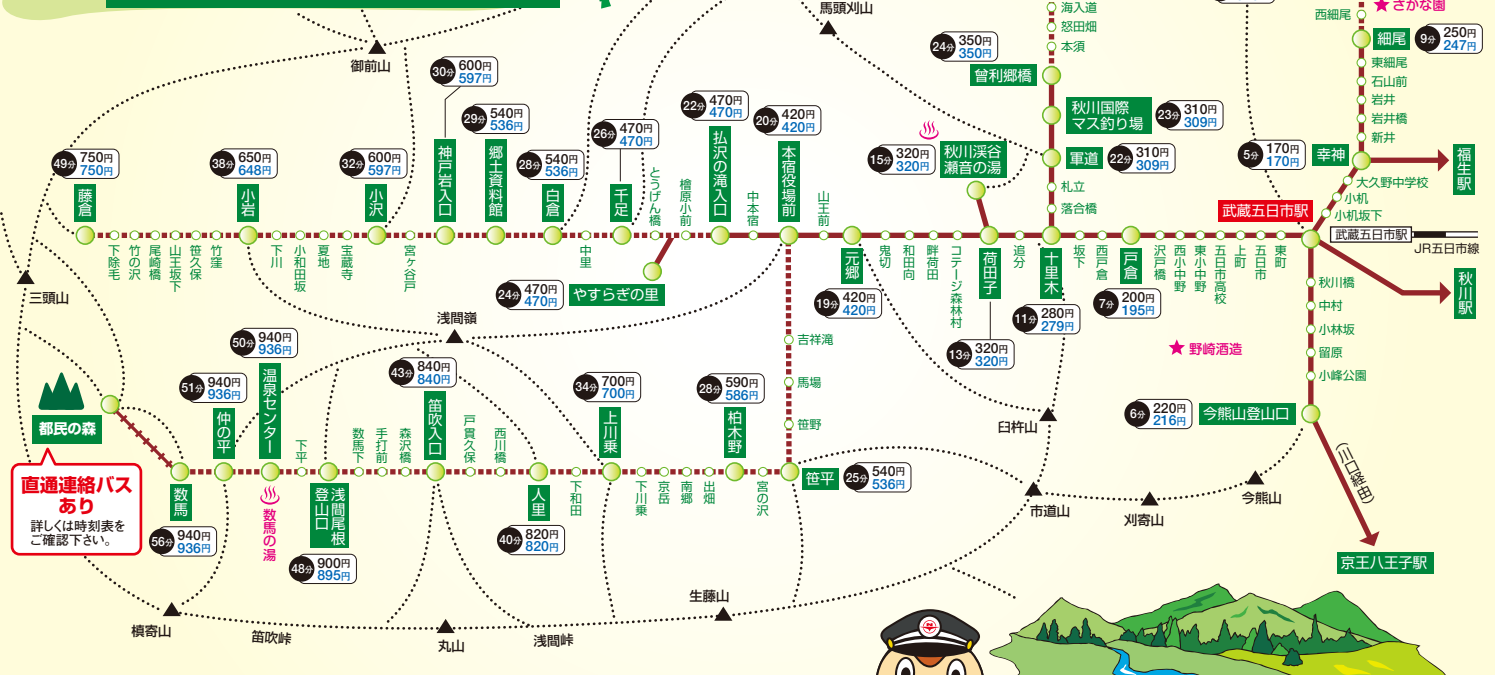 馬頭刈山
御前山
海入道
怒田畑
本須
24分 350円 350円
曾利郷橋
秋川国際
マス釣り場
23分 310円 309円
軍道
22分 310円 309円
札立
落合橋
さかな園
西細尾
細尾
9分 250円 247円
東細尾
石山前
岩井
岩井橋
新井
5分 170円 170円
幸神
福生駅
大久野中学校
小机
小机坂下
武蔵五日市駅
武蔵五日市駅
JR五日市線
秋川駅
49分 750円 750円
藤倉
下除毛
竹の沢
尾崎橋
山王坂下
笹久保
竹窪
38分 650円 648円
小岩
下川
小和田坂
夏地
宝蔵寺
32分 600円 597円
小沢
宮ヶ谷戸
30分 600円 597円
神戸岩入口
29分 540円 536円
郷土資料館
28分 540円 536円
白倉
中里
26分 470円 470円
千足
とうげん橋
檜原小前
22分 470円 470円
払沢の滝入口
中本宿
20分 420円 420円
本宿役場前
山王前
24分 470円 470円
やすらぎの里
19分 420円 420円
元郷
鬼切
和田向
畔荷田
コテージ森林村
15分 320円 320円
秋川渓谷
瀬音の湯
荷田子
13分 320円 320円
追分
十里木
11分 280円 279円
坂下
西戸倉
戸倉
7分 200円 195円
沢戸橋
西小中野
東小中野
五日市高校
上町
五日市
東町
秋川橋
中村
小林坂
留原
小峰公園
6分 220円 216円
今熊山登山口
(川口経由)
京王八王子駅
野崎酒造
吉祥滝
馬場
笹野
笹平
25分 540円 536円
宮の沢
28分 590円 586円
柏木野
出畑
南郷
京岳
下川乗
34分 700円 700円
上川乗
下和田
人里
40分 820円 820円
西川橋
戸貫久保
43分 840円 840円
笛吹入口
森沢橋
手打前
数馬下
浅間尾根
登山口
48分 900円 895円
下平
50分 940円 936円
温泉センター
数馬の湯
51分 940円 936円
仲の平
数馬
56分 940円 936円
都民の森
直通連絡バス
あり
詳しくは時刻表を
ご確認下さい。
三頭山
浅間嶺
臼杵山
市道山
刈寄山
今熊山
槙寄山
笛吹峠
丸山
浅間峠
生藤山